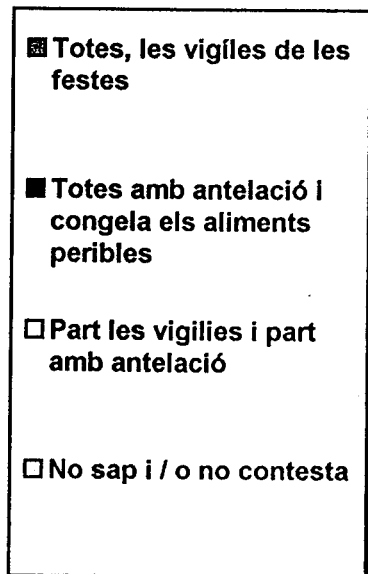 Totes, les vigíles de les
festes
Totes amb antelació i
congela els aliments
peribles
Part les vigilies i part
amb antelació
No sap i / o no contesta